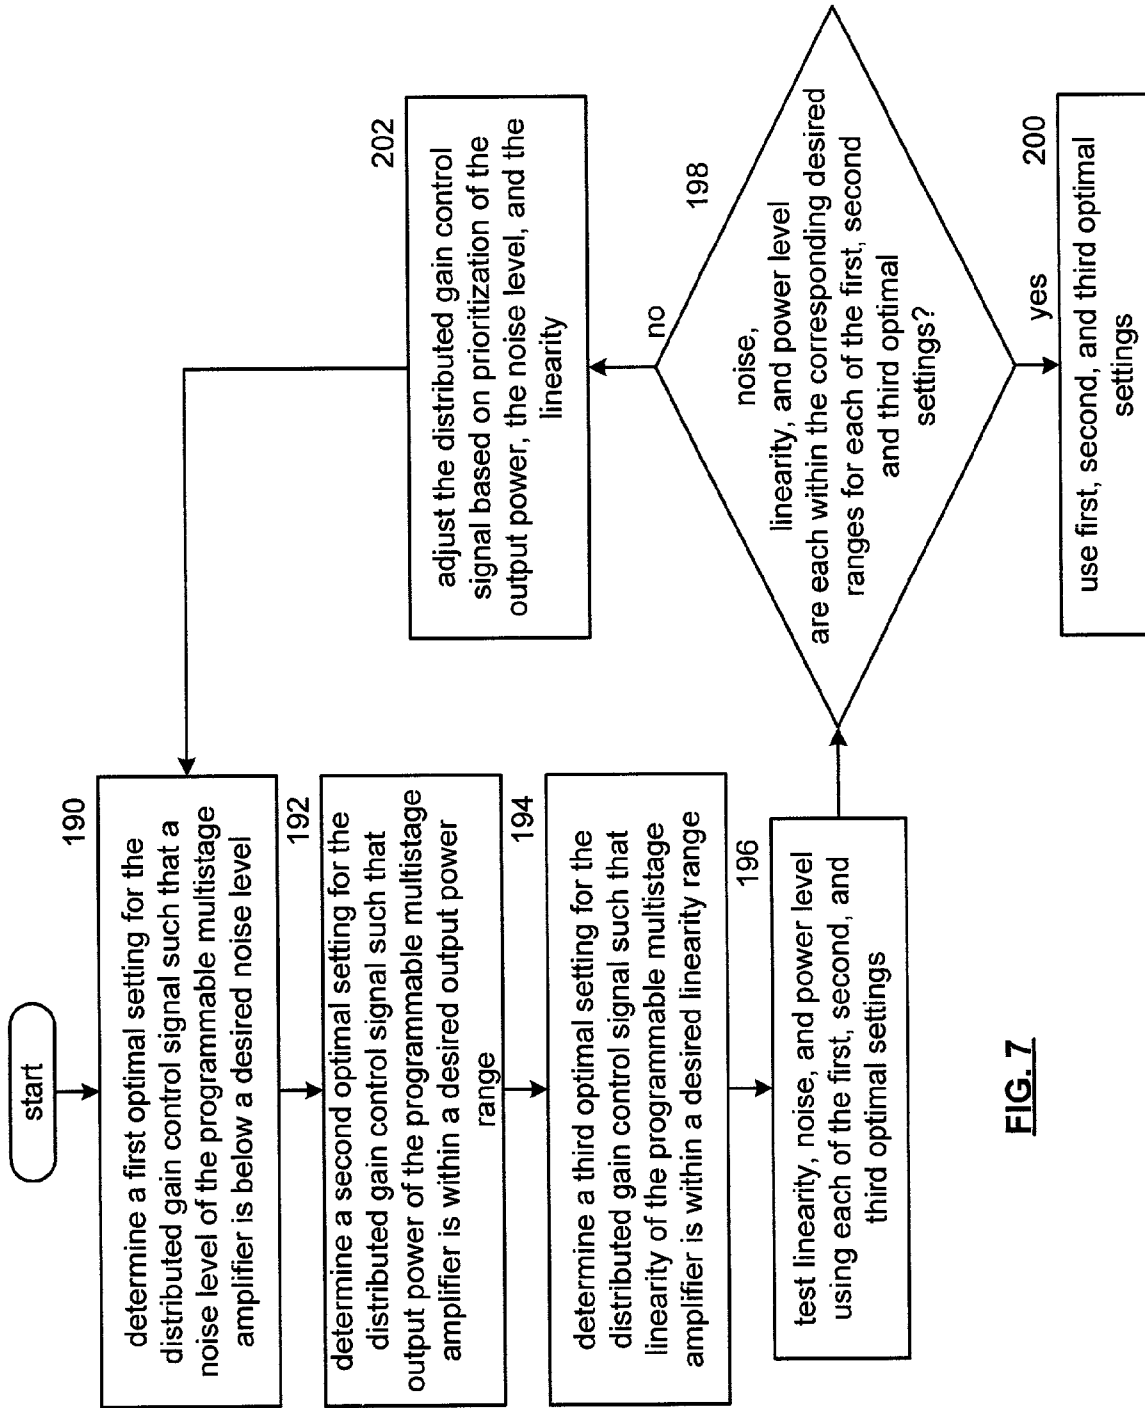 start
190
determine a first optimal setting for the
distributed gain control signal such that a
noise level of the programmable multistage
amplifier is below a desired noise level
192
determine a second optimal setting for the
distributed gain control signal such that
output power of the programmable multistage
amplifier is within a desired output power
range
194
determine a third optimal setting for the
distributed gain control signal such that
linearity of the programmable multistage
amplifier is within a desired linearity range
196
test linearity, noise, and power level
using each of the first, second, and
third optimal settings
198
noise,
linearity, and power level
are each within the corresponding desired
ranges for each of the first, second
and third optimal
settings?
no
yes
202
adjust the distributed gain control
signal based on prioritization of the
output power, the noise level, and the
linearity
200
use first, second, and third optimal
settings
FIG. 7